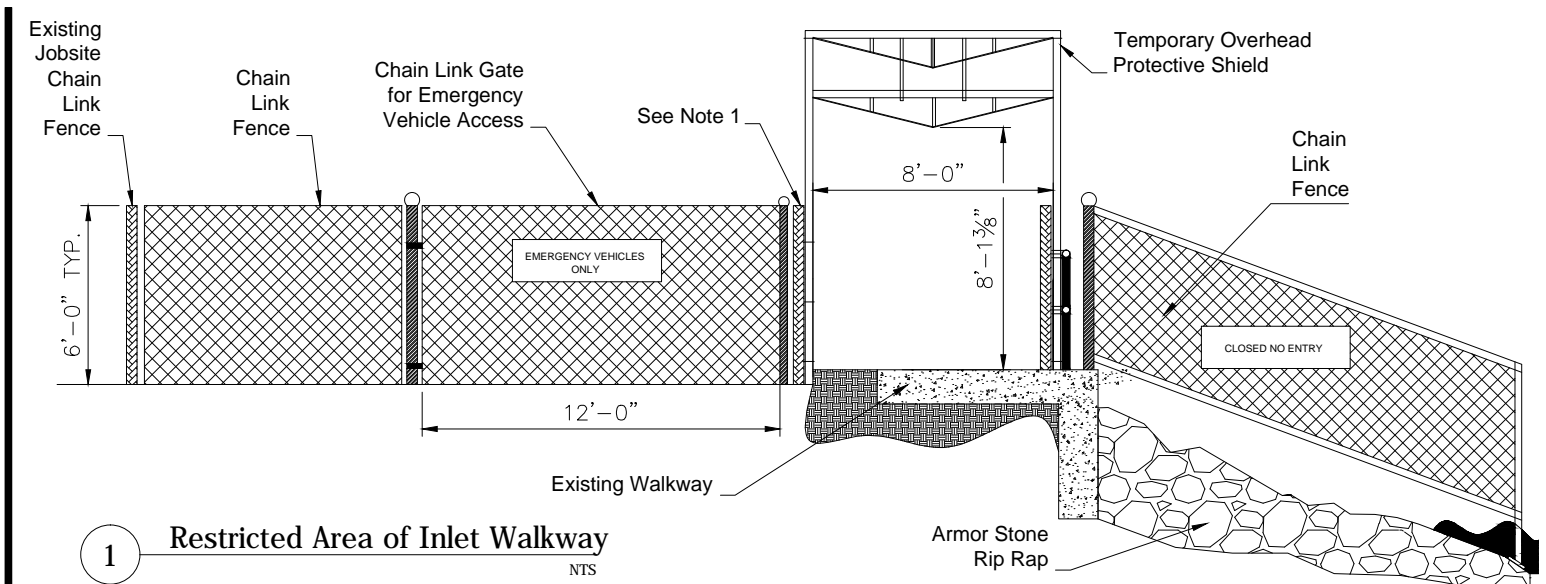 Existing
Jobsite
Chain
Link
Fence
Chain
Link
Fence
Chain Link Gate
for Emergency
Vehicle Access
See Note 1
Temporary Overhead
Protective Shield
Chain
Link
Fence
8'-0"
8'-1⅜"
6'-0" TYP.
EMERGENCY VEHICLES
ONLY
CLOSED NO ENTRY
12'-0"
Existing Walkway
Armor Stone
Rip Rap
1
Restricted Area of Inlet Walkway
NTS